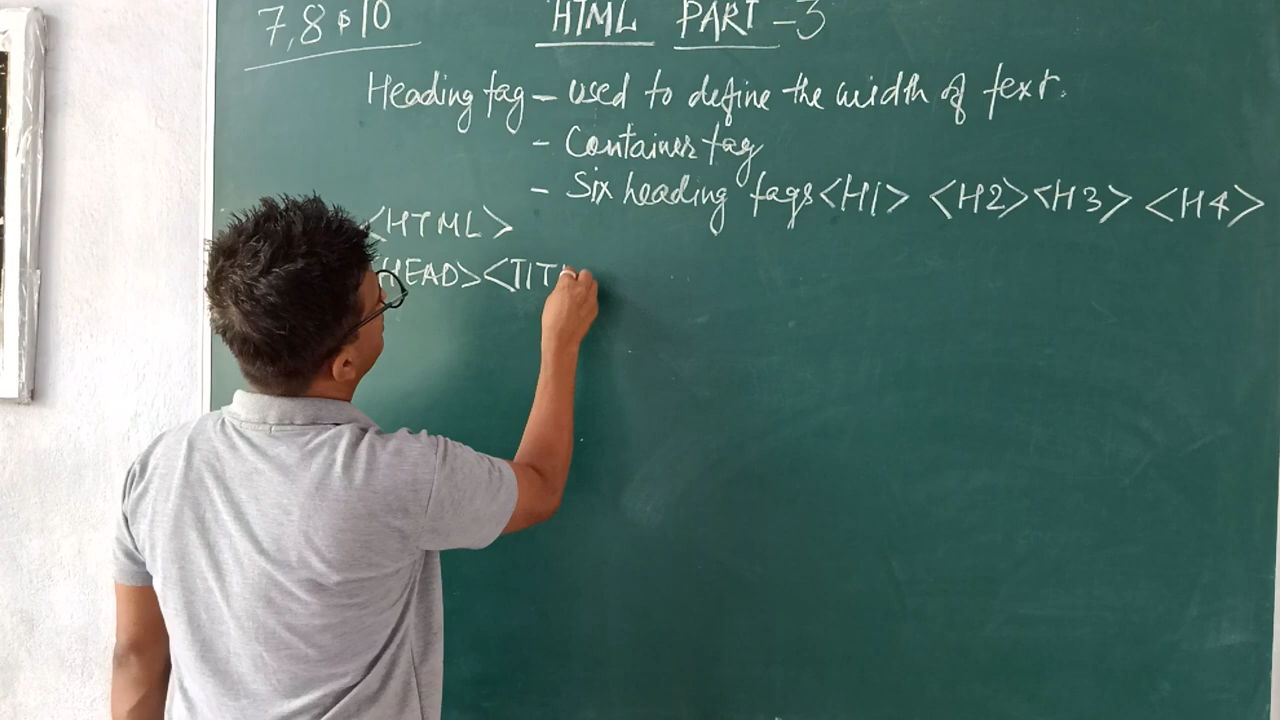 7, 8 & 10
HTML PART -3
Heading tag - used to define the width of text.
- Container tag
- Six heading tags <H1> <H2> <H3> <H4>
<HTML>
<HEAD><TITL